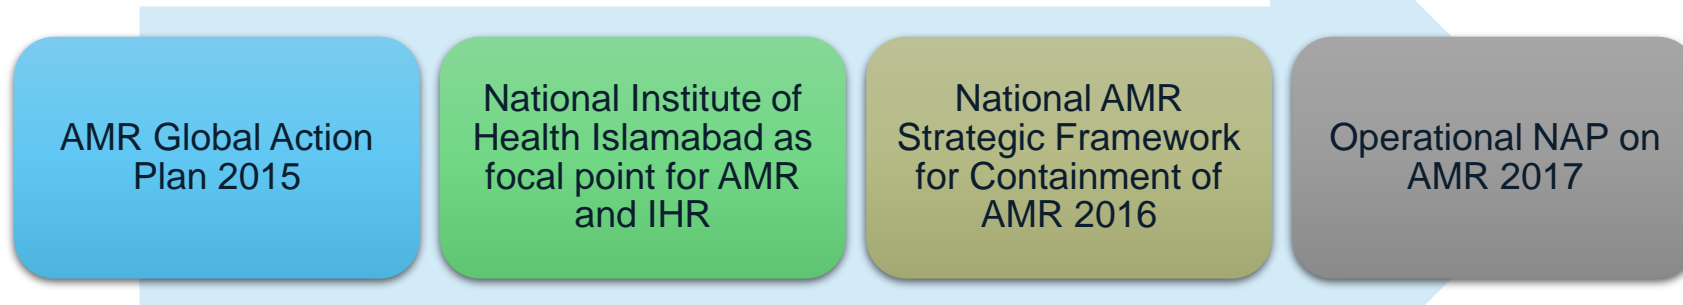 AMR Global Action
Plan 2015
National Institute of
Health Islamabad as
focal point for AMR
and IHR
National AMR
Strategic Framework
for Containment of
AMR 2016
Operational NAP on
AMR 2017